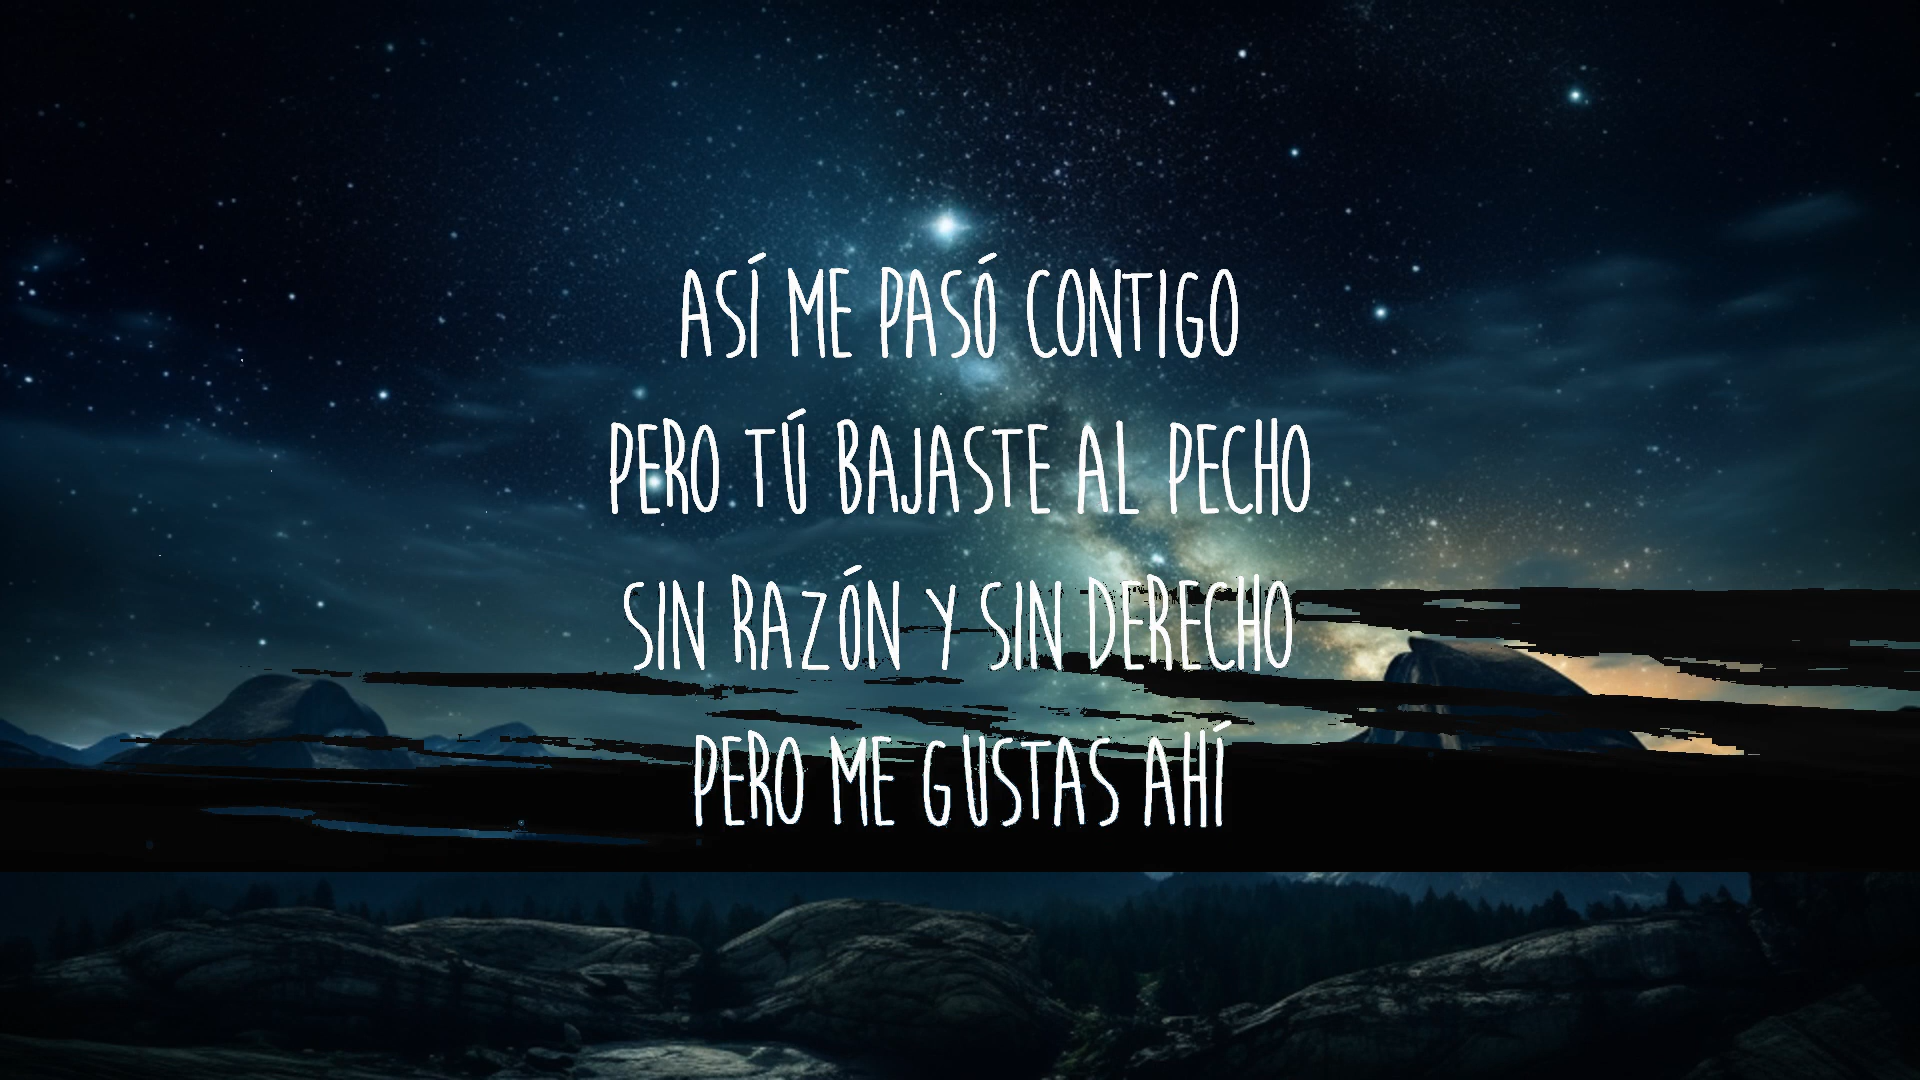 ASÍ ME PASÓ CONTIGO
PERO TÚ BAJASTE AL PECHO
SIN RAZÓN Y SIN DERECHO
PERO ME GUSTAS AHÍ